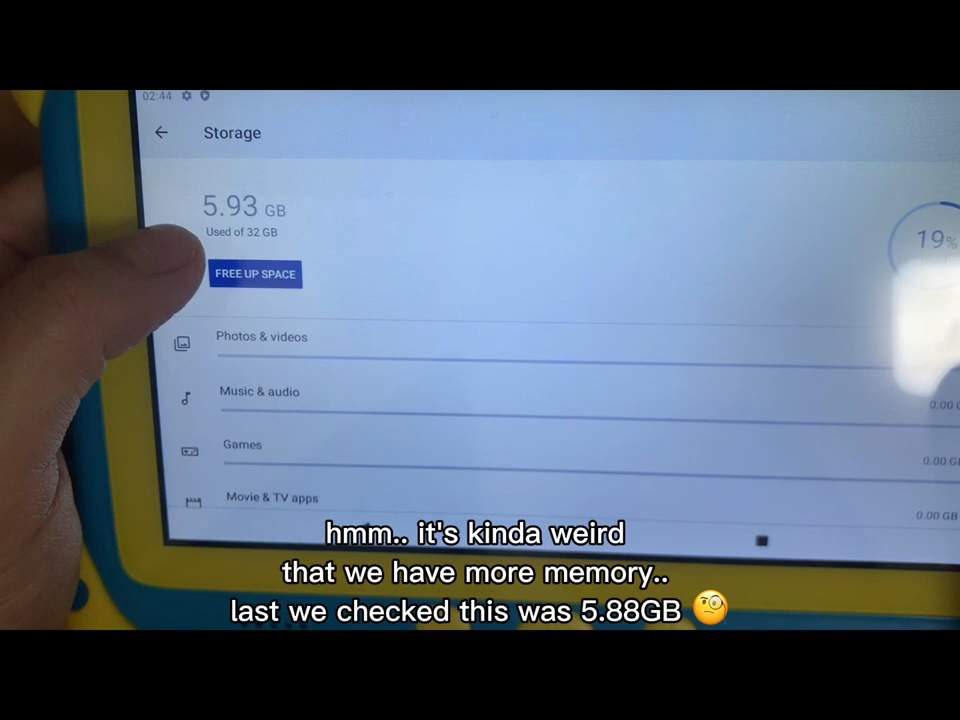 02:44
Storage
5.93 GB
Used of 32 GB
19%
FREE UP SPACE
Photos & videos
Music & audio
0.00
Games
0.00 GB
Movie & TV apps
0.00 GB
hmm.. it's kinda weird
that we have more memory..
last we checked this was 5.88GB 🧐